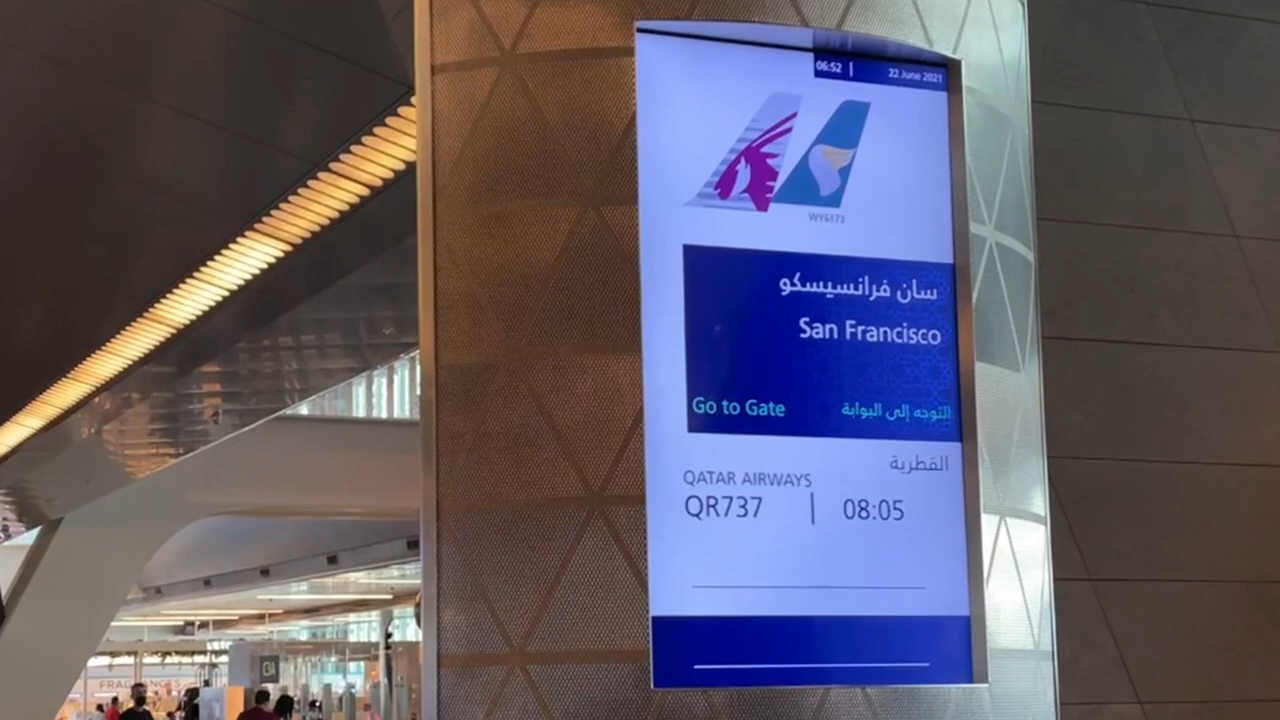 06:52 | 22 June 2021
WY6173
سان فرانسيسكو
San Francisco
Go to Gate التوجه إلى البوابة
القطرية
QATAR AIRWAYS
QR737 | 08:05
FRAGRANCES